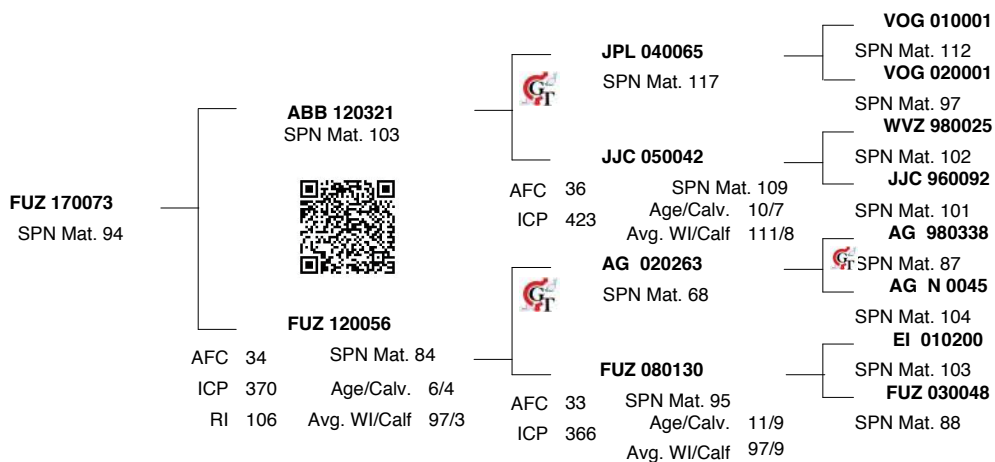 VOG 010001
JPL 040065
SPN Mat. 112
SPN Mat. 117
VOG 020001
GT
ABB 120321
SPN Mat. 97
SPN Mat. 103
WVZ 980025
JJC 050042
SPN Mat. 102
AFC 36 SPN Mat. 109
JJC 960092
FUZ 170073
ICP 423 Age/Calv. 10/7
SPN Mat. 101
SPN Mat. 94
Avg. WI/Calf 111/8
AG 980338
AG 020263
GT SPN Mat. 87
GT
SPN Mat. 68
AG N 0045
FUZ 120056
SPN Mat. 104
AFC 34 SPN Mat. 84
EI 010200
FUZ 080130
SPN Mat. 103
ICP 370 Age/Calv. 6/4
AFC 33 SPN Mat. 95
FUZ 030048
RI 106 Avg. WI/Calf 97/3
Age/Calv. 11/9
SPN Mat. 88
ICP 366
Avg. WI/Calf 97/9